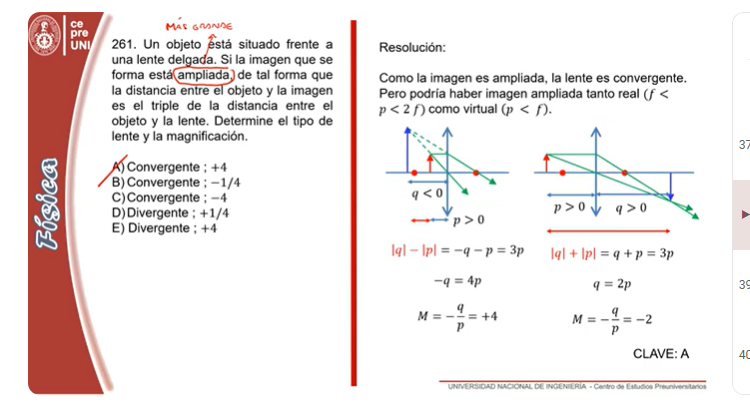 ce
pre
UNI
MÁS GRANDE
261. Un objeto está situado frente a
una lente delgada. Si la imagen que se
forma está ampliada, de tal forma que
la distancia entre el objeto y la imagen
es el triple de la distancia entre el
objeto y la lente. Determine el tipo de
lente y la magnificación.
A) Convergente ; +4
B) Convergente ; −1/4
C) Convergente ; −4
D) Divergente ; +1/4
E) Divergente ; +4
Física
Resolución:
Como la imagen es ampliada, la lente es convergente.
Pero podría haber imagen ampliada tanto real (f <
p < 2 f) como virtual (p < f).
q < 0
p > 0
|q| − |p| = −q − p = 3p
−q = 4p
M = − q/p = +4
p > 0
q > 0
|q| + |p| = q + p = 3p
q = 2p
M = − q/p = −2
CLAVE: A
UNIVERSIDAD NACIONAL DE INGENIERÍA - Centro de Estudios Preuniversitarios
37
39
40